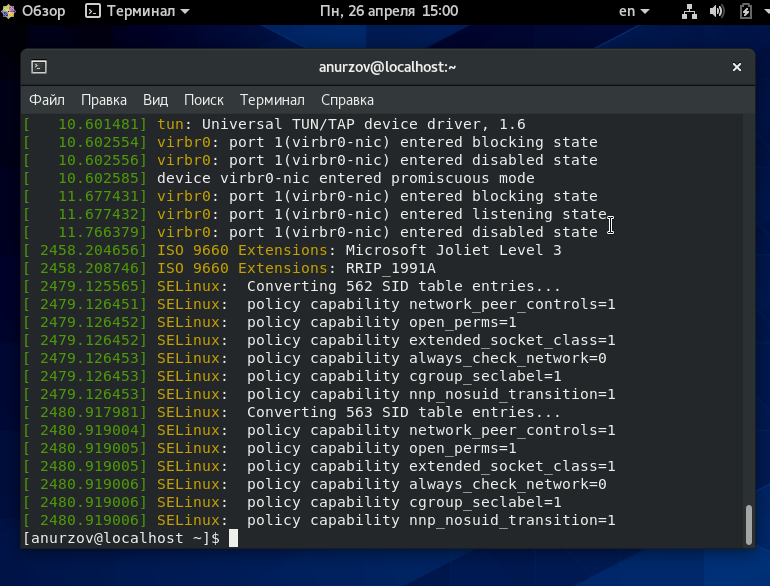 Обзор Терминал Пн, 26 апреля 15:00 en
anurzov@localhost:~
Файл Правка Вид Поиск Терминал Справка
[   10.601481] tun: Universal TUN/TAP device driver, 1.6
[   10.602554] virbr0: port 1(virbr0-nic) entered blocking state
[   10.602556] virbr0: port 1(virbr0-nic) entered disabled state
[   10.602585] device virbr0-nic entered promiscuous mode
[   11.677431] virbr0: port 1(virbr0-nic) entered blocking state
[   11.677432] virbr0: port 1(virbr0-nic) entered listening state
[   11.766379] virbr0: port 1(virbr0-nic) entered disabled state
[ 2458.204656] ISO 9660 Extensions: Microsoft Joliet Level 3
[ 2458.208746] ISO 9660 Extensions: RRIP_1991A
[ 2479.125565] SELinux:  Converting 562 SID table entries...
[ 2479.126451] SELinux:  policy capability network_peer_controls=1
[ 2479.126452] SELinux:  policy capability open_perms=1
[ 2479.126452] SELinux:  policy capability extended_socket_class=1
[ 2479.126453] SELinux:  policy capability always_check_network=0
[ 2479.126453] SELinux:  policy capability cgroup_seclabel=1
[ 2479.126453] SELinux:  policy capability nnp_nosuid_transition=1
[ 2480.917981] SELinux:  Converting 563 SID table entries...
[ 2480.919004] SELinux:  policy capability network_peer_controls=1
[ 2480.919005] SELinux:  policy capability open_perms=1
[ 2480.919005] SELinux:  policy capability extended_socket_class=1
[ 2480.919006] SELinux:  policy capability always_check_network=0
[ 2480.919006] SELinux:  policy capability cgroup_seclabel=1
[ 2480.919006] SELinux:  policy capability nnp_nosuid_transition=1
[anurzov@localhost ~]$